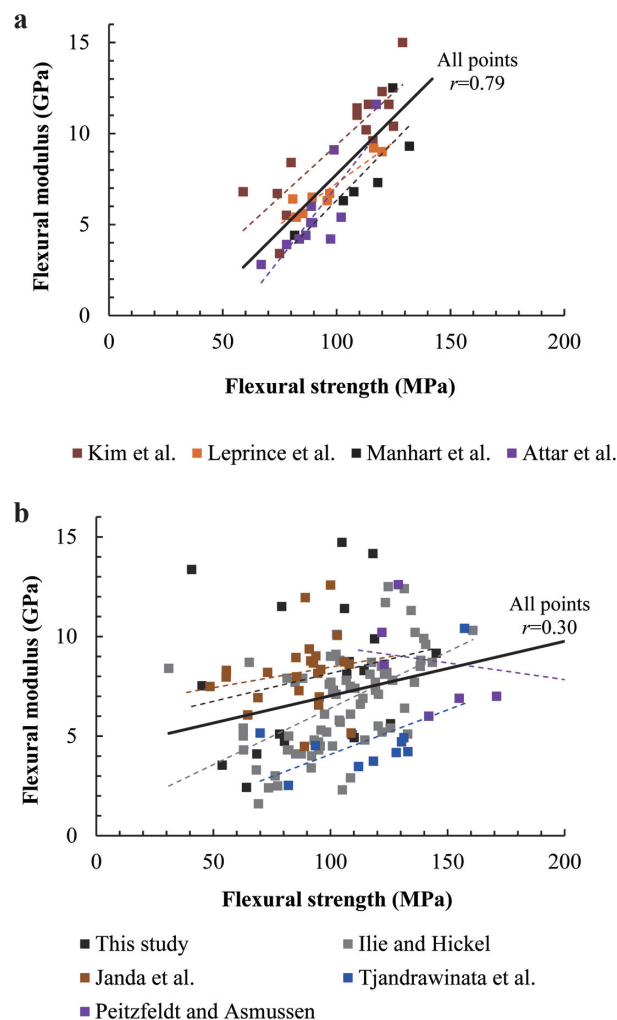 a
15
10
5
0
Flexural modulus (GPa)
All points
r=0.79
0 50 100 150 200
Flexural strength (MPa)
Kim et al. Leprince et al. Manhart et al. Attar et al.
b
15
10
5
0
Flexural modulus (GPa)
All points
r=0.30
0 50 100 150 200
Flexural strength (MPa)
This study Ilie and Hickel
Janda et al. Tjandrawinata et al.
Peitzfeldt and Asmussen